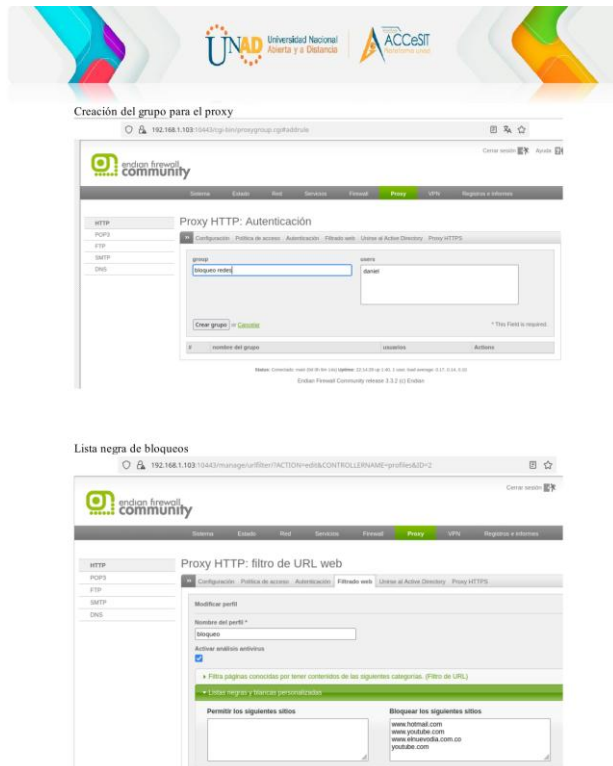 UNAD Universidad Nacional
Abierta y a Distancia
ACCeSIT
Creación del grupo para el proxy
192.168.1.103:10443/cgi-bin/proxygroup.cgi#addrule
Cerrar sesión Ayuda
endian firewall
community
Sistema Estado Red Servicios Firewall Proxy VPN Registros e informes
HTTP
POP3
FTP
SMTP
DNS
Proxy HTTP: Autenticación
» Configuración Política de acceso Autenticación Filtrado web Unirse al Active Directory Proxy HTTPS
group users
bloqueo redes daniel
Crear grupo or Cancelar * This Field is required.
# nombre del grupo usuarios Actions
Endian Firewall Community release 3.3.2 (c) Endian
Lista negra de bloqueos
192.168.1.103:10443/manage/urlfilter/?ACTION=edit&CONTROLLERNAME=profiles&ID=2
Cerrar sesión
endian firewall
community
Sistema Estado Red Servicios Firewall Proxy VPN Registros e informes
HTTP
POP3
FTP
SMTP
DNS
Proxy HTTP: filtro de URL web
» Configuración Política de acceso Autenticación Filtrado web Unirse al Active Directory Proxy HTTPS
Modificar perfil
Nombre del perfil *
bloqueo
Activar análisis antivirus
Filtra páginas conocidas por tener contenidos de las siguientes categorías. (Filtro de URL)
Listas negras y blancas personalizadas
Permitir los siguientes sitios Bloquear los siguientes sitios
www.hotmail.com
www.youtube.com
www.elnuevodia.com.co
youtube.com